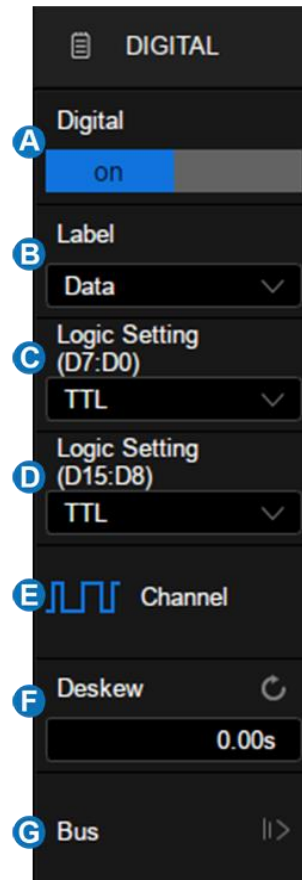 DIGITAL
A
Digital
on
B
Label
Data
C
Logic Setting
(D7:D0)
TTL
D
Logic Setting
(D15:D8)
TTL
E
Channel
F
Deskew
0.00s
G
Bus